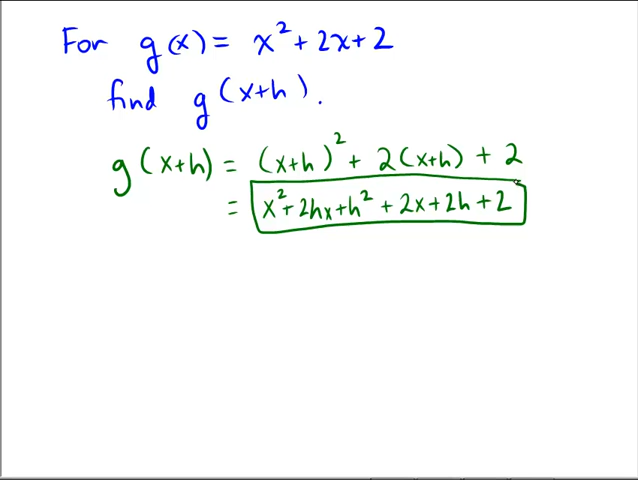 For g(x) = x² + 2x + 2
find g(x+h).
g(x+h) = (x+h)² + 2(x+h) + 2
= x² + 2hx + h² + 2x + 2h + 2